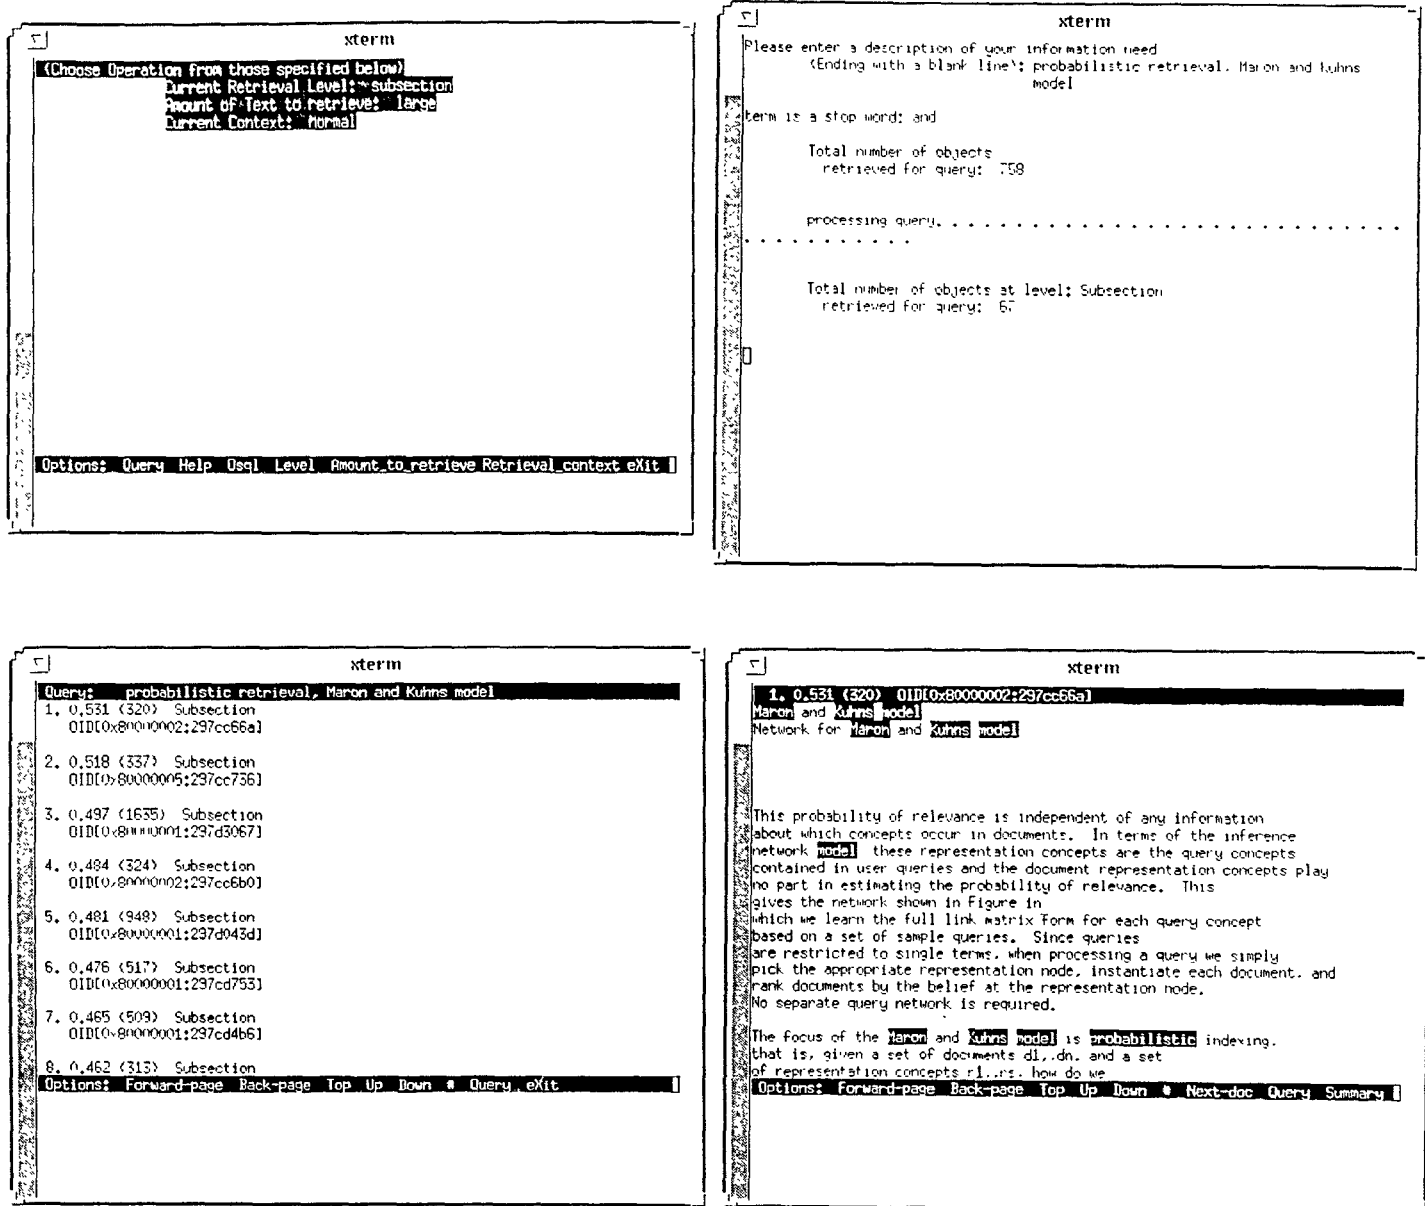 xterm
(Choose Operation from those specified below)
Current Retrieval Level: subsection
Amount of Text to retrieve: large
Current Context: Normal
Options: Query Help Osql Level Amount_to_retrieve Retrieval_context eXit
xterm
Please enter a description of your information need
(Ending with a blank line): probabilistic retrieval. Maron and Kuhns
model
term is a stop word: and
Total number of objects
retrieved for query: 758
processing query. . . . . . . . . . . . . . . . . . . . . . . . . . . . . .
. . . . . . . . . . .
Total number of objects at level: Subsection
retrieved for query: 67
xterm
Query: probabilistic retrieval, Maron and Kuhns model
1. 0.531 (320) Subsection
OID[0x80000002:297cc66a]
2. 0.518 (337) Subsection
OID[0x80000005:297cc736]
3. 0.497 (1635) Subsection
OID[0x80000001:297d3067]
4. 0.484 (324) Subsection
OID[0x80000002:297cc6b0]
5. 0.481 (948) Subsection
OID[0x80000001:297d043d]
6. 0.476 (517) Subsection
OID[0x80000001:297cd753]
7. 0.465 (509) Subsection
OID[0x80000001:297cd4b6]
8. 0.462 (313) Subsection
Options: Forward-page Back-page Top Up Down # Query eXit
xterm
1. 0.531 (320) OID[0x80000002:297cc66a]
Maron and Kuhns model
Network for Maron and Kuhns model
This probability of relevance is independent of any information
about which concepts occur in documents. In terms of the inference
network model these representation concepts are the query concepts
contained in user queries and the document representation concepts play
no part in estimating the probability of relevance. This
gives the network shown in Figure in
which we learn the full link matrix form for each query concept
based on a set of sample queries. Since queries
are restricted to single terms, when processing a query we simply
pick the appropriate representation node, instantiate each document, and
rank documents by the belief at the representation node.
No separate query network is required.
The focus of the Maron and Kuhns model is probabilistic indexing.
that is, given a set of documents d1,.dn. and a set
of representation concepts r1..rs. how do we
Options: Forward-page Back-page Top Up Down # Next-doc Query Summary